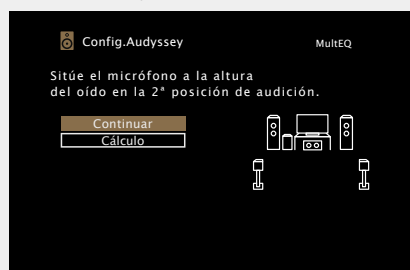 Config.Audyssey
MultEQ
Sitúe el micrófono a la altura
del oído en la 2ª posición de audición.
Continuar
Cálculo